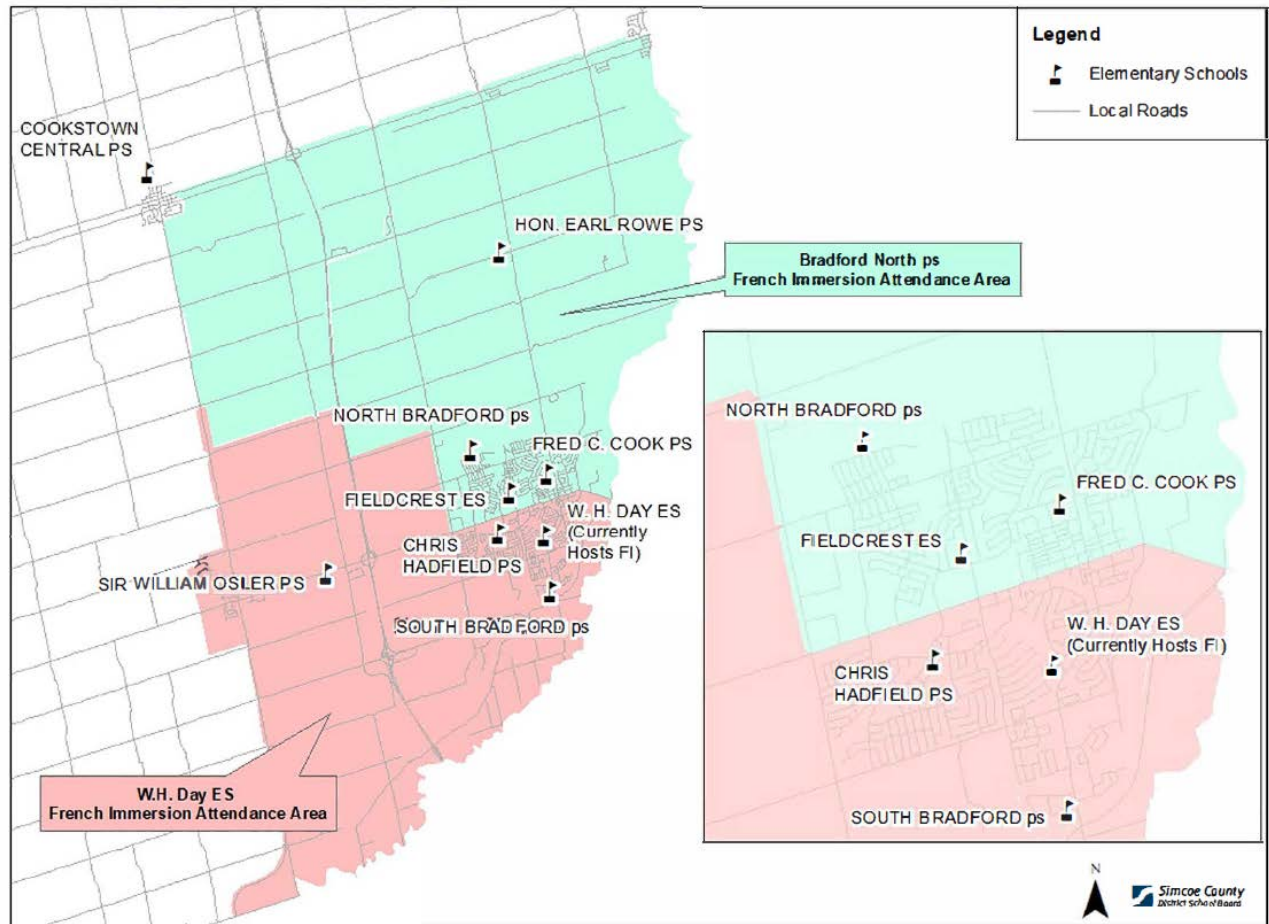 Legend
Elementary Schools
Local Roads
COOKSTOWN
CENTRAL PS
HON. EARL ROWE PS
Bradford North ps
French Immersion Attendance Area
NORTH BRADFORD ps
FRED C. COOK PS
FIELDCREST ES
W. H. DAY ES
(Currently
Hosts FI)
CHRIS
HADFIELD PS
SIR WILLIAM OSLER PS
SOUTH BRADFORD ps
W.H. Day ES
French Immersion Attendance Area
NORTH BRADFORD ps
FRED C. COOK PS
FIELDCREST ES
W. H. DAY ES
(Currently Hosts FI)
CHRIS
HADFIELD PS
SOUTH BRADFORD ps
N
Simcoe County
District School Board